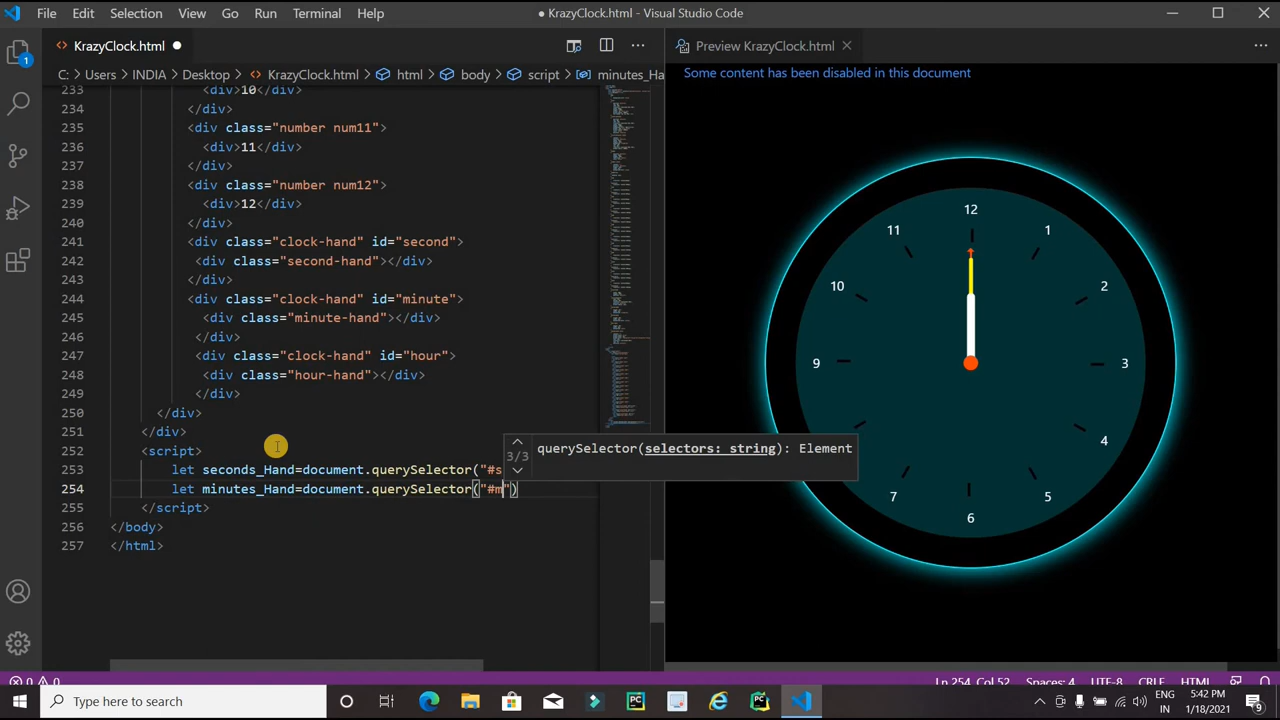 File Edit Selection View Go Run Terminal Help
● KrazyClock.html - Visual Studio Code
KrazyClock.html ●
Preview KrazyClock.html
Some content has been disabled in this document
C: > Users > INDIA > Desktop > KrazyClock.html > html > body > script > minutes_Ha
233 <div>10</div>
234 </div>
235 <div class="number num11">
236 <div>11</div>
237 </div>
238 <div class="number num12">
239 <div>12</div>
240 </div>
241 <div class="clock-hand" id="second">
242 <div class="second-hand"></div>
243 </div>
244 <div class="clock-hand" id="minute">
245 <div class="minute-hand"></div>
246 </div>
247 <div class="clock-hand" id="hour">
248 <div class="hour-hand"></div>
249 </div>
250 </div>
251 </div>
252 <script>
253 let seconds_Hand=document.querySelector("#s
254 let minutes_Hand=document.querySelector("#m")
255 </script>
256 </body>
257 </html>
3/3 querySelector(selectors: string): Element
12
11 1
10 2
9 3
4
7 5
6
1
0 0
Ln 254, Col 52 Spaces: 4 UTF-8 CRLF HTML
Type here to search
PC
ENG
IN
5:42 PM
1/18/2021
9